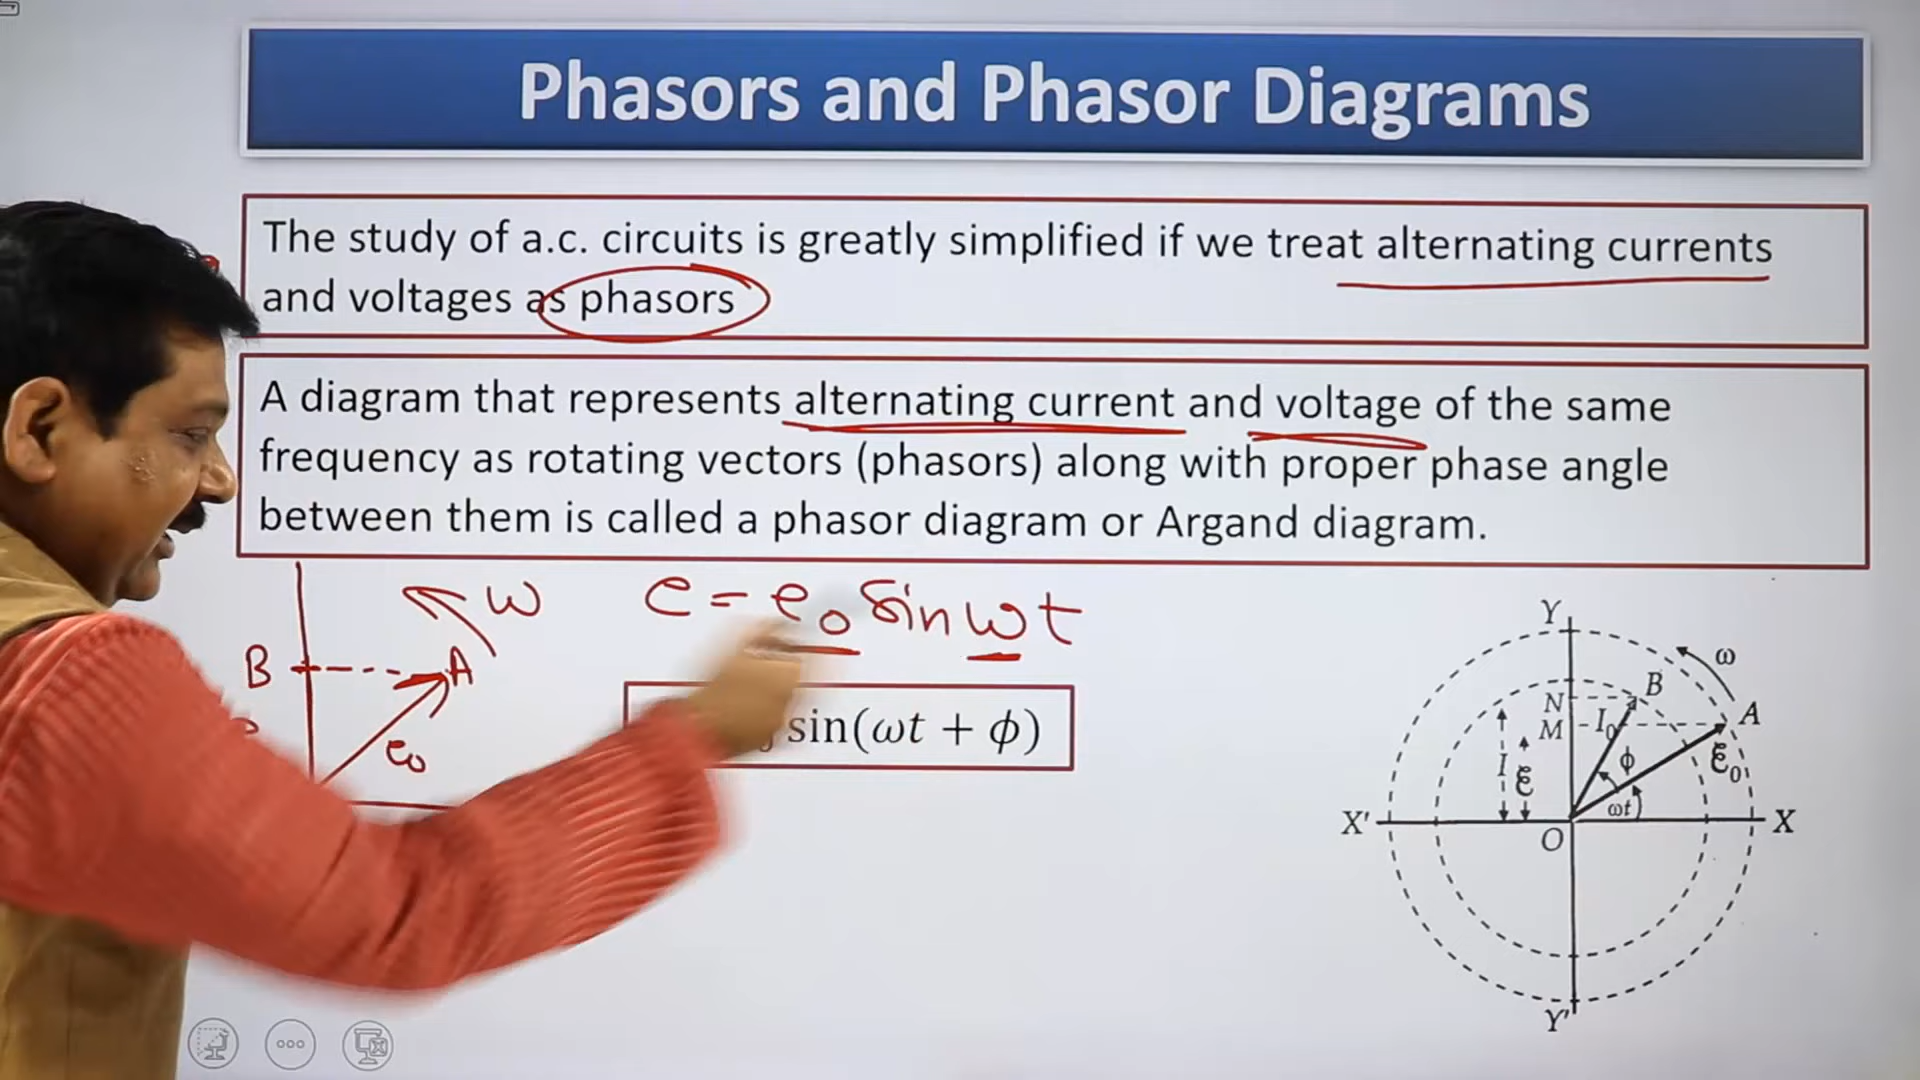 Phasors and Phasor Diagrams
The study of a.c. circuits is greatly simplified if we treat alternating currents
and voltages as phasors
A diagram that represents alternating current and voltage of the same
frequency as rotating vectors (phasors) along with proper phase angle
between them is called a phasor diagram or Argand diagram.
ω
e = e₀ sin ωt
B
A
e₀
sin(ωt + ϕ)
Y
ω
B
N
A
M
I₀
ϕ
ℰ₀
I
ℰ
ωt
X'
X
O
Y'